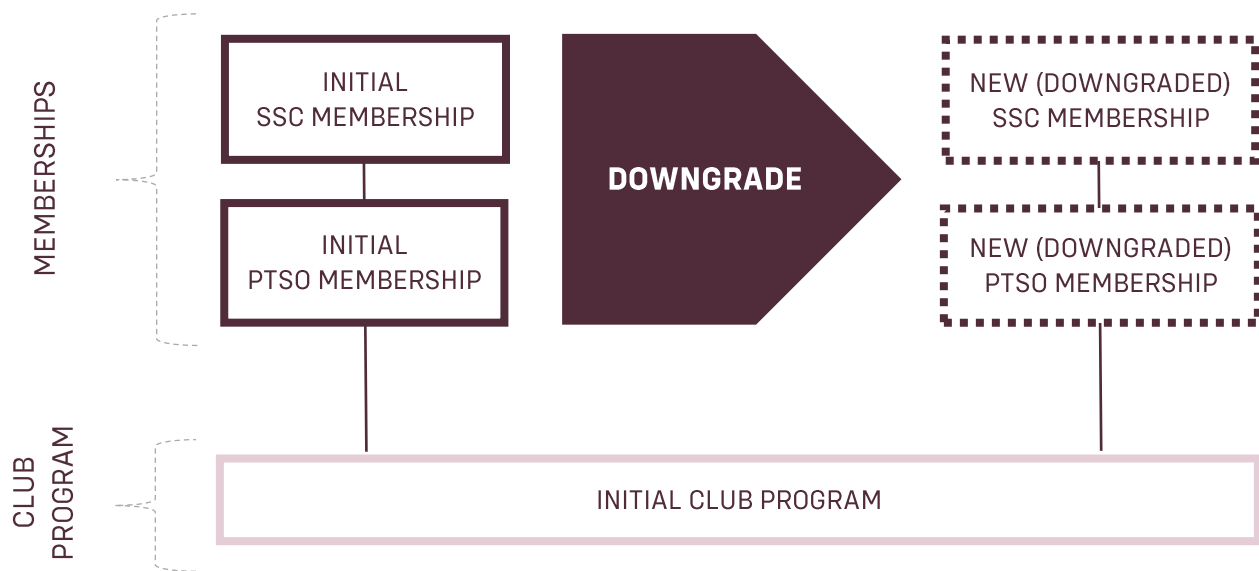 MEMBERSHIPS
INITIAL
SSC MEMBERSHIP
INITIAL
PTSO MEMBERSHIP
DOWNGRADE
NEW (DOWNGRADED)
SSC MEMBERSHIP
NEW (DOWNGRADED)
PTSO MEMBERSHIP
CLUB
PROGRAM
INITIAL CLUB PROGRAM